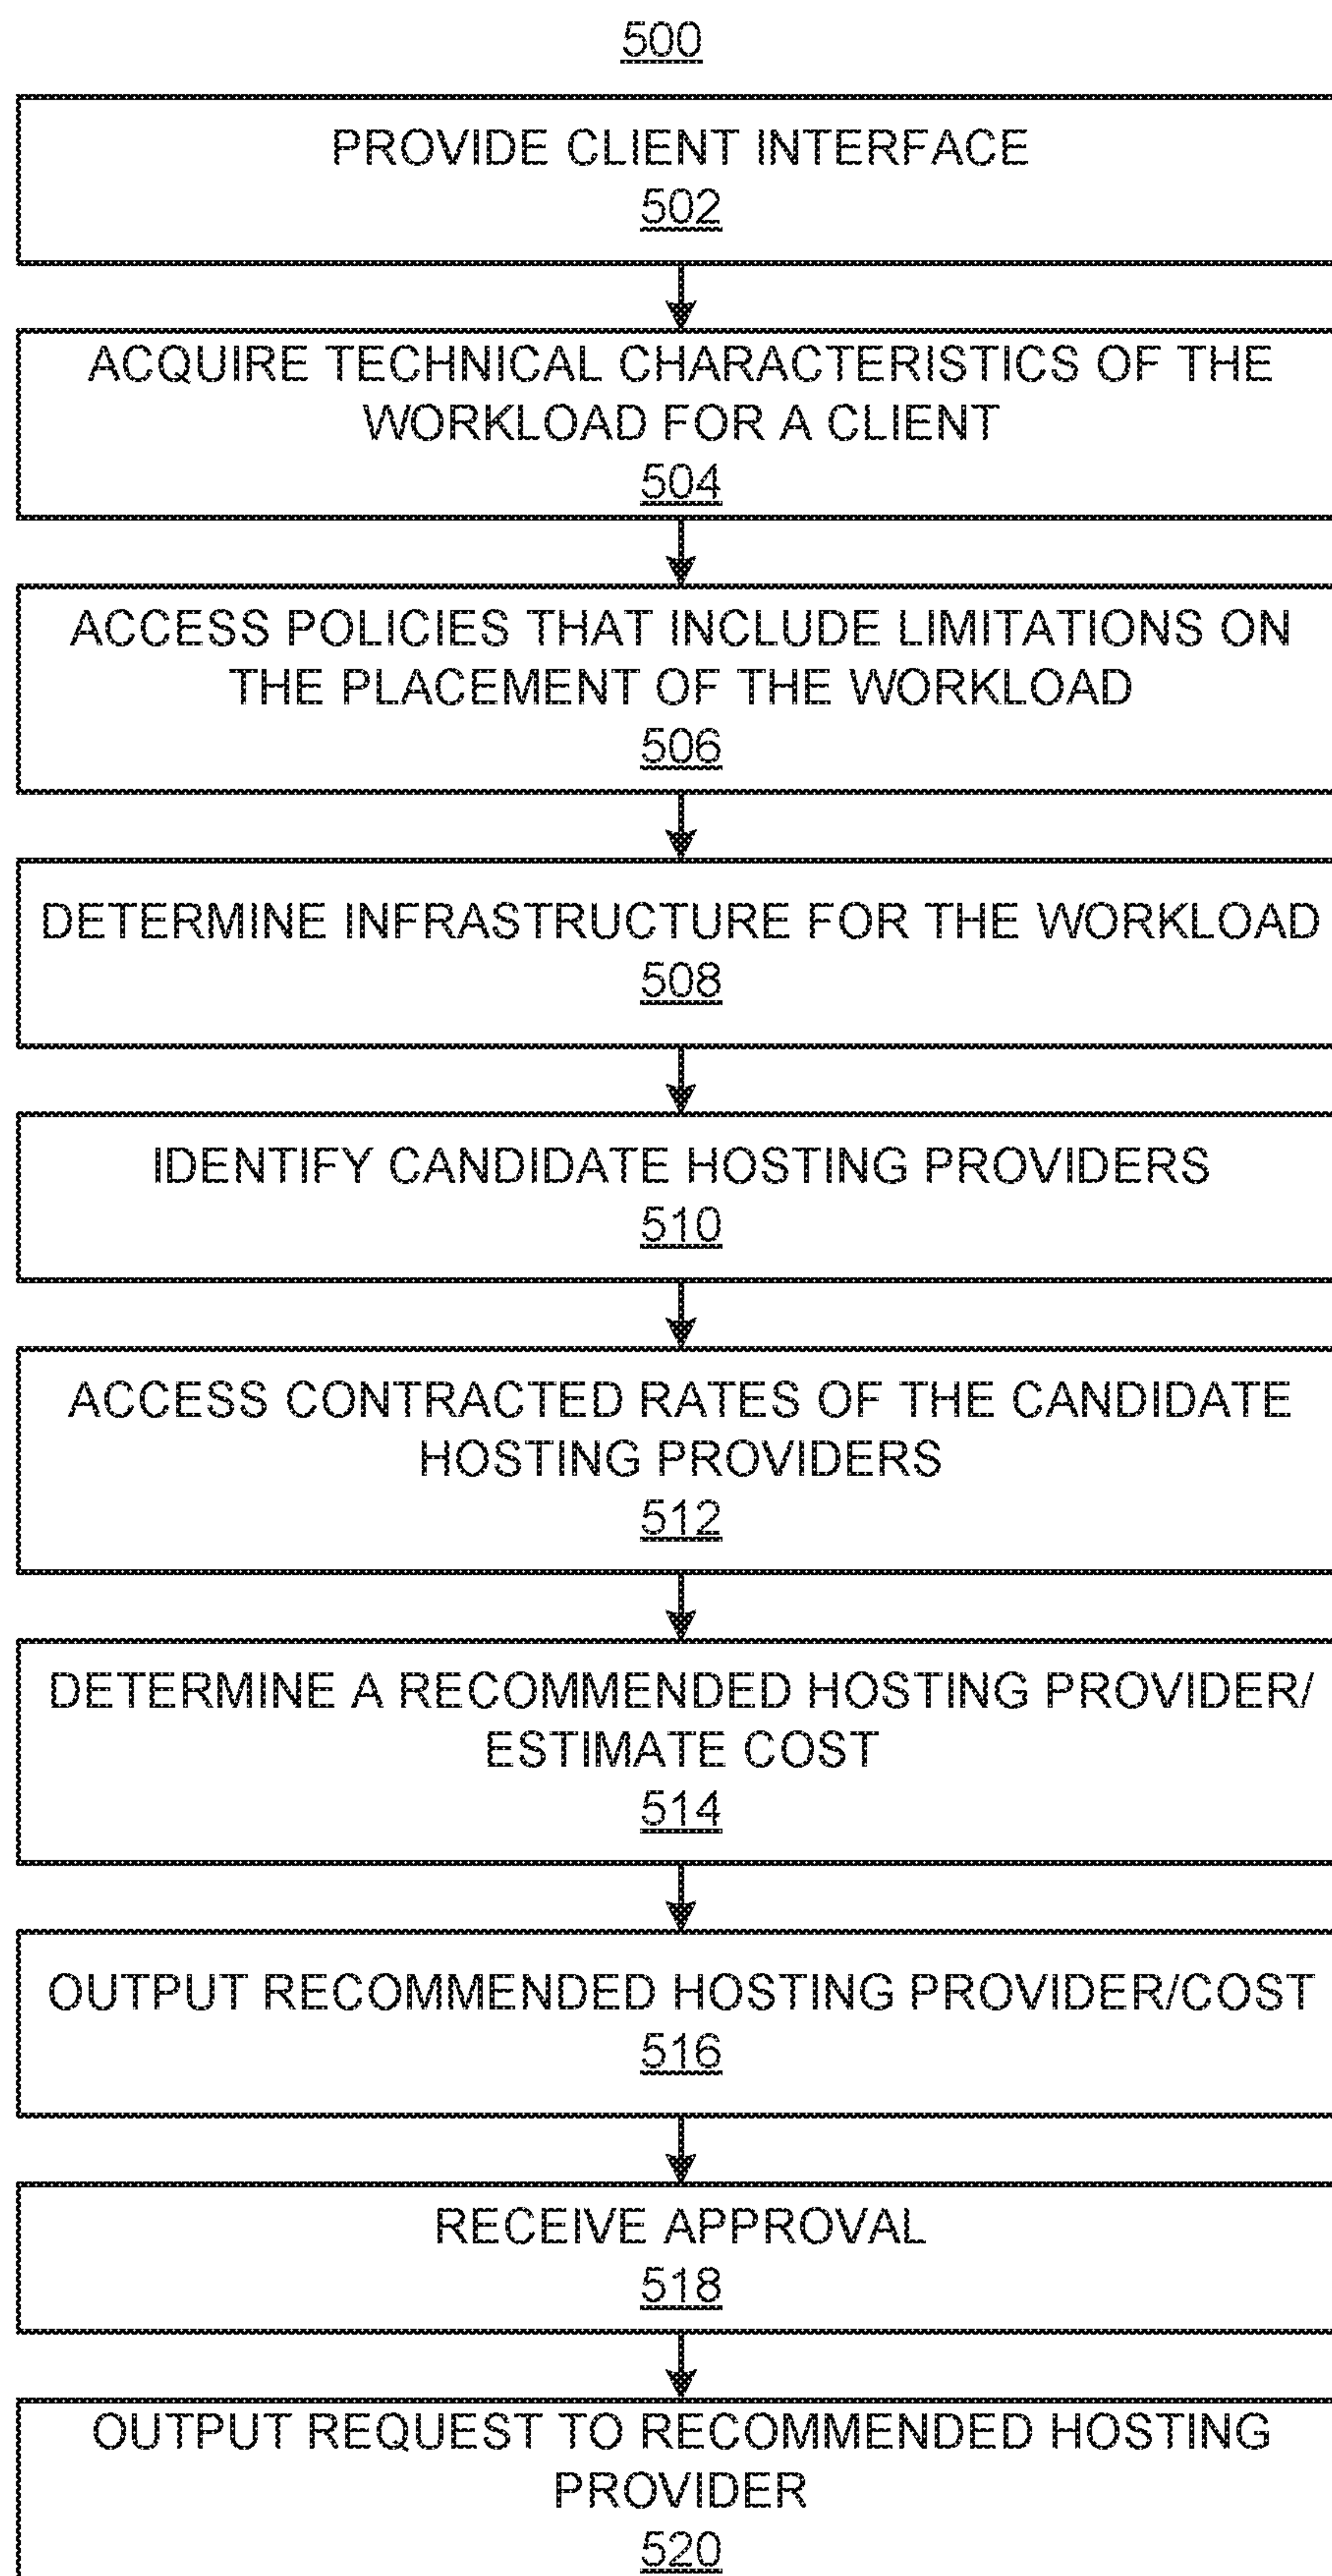 500
PROVIDE CLIENT INTERFACE
502
ACQUIRE TECHNICAL CHARACTERISTICS OF THE
WORKLOAD FOR A CLIENT
504
ACCESS POLICIES THAT INCLUDE LIMITATIONS ON
THE PLACEMENT OF THE WORKLOAD
506
DETERMINE INFRASTRUCTURE FOR THE WORKLOAD
508
IDENTIFY CANDIDATE HOSTING PROVIDERS
510
ACCESS CONTRACTED RATES OF THE CANDIDATE
HOSTING PROVIDERS
512
DETERMINE A RECOMMENDED HOSTING PROVIDER/
ESTIMATE COST
514
OUTPUT RECOMMENDED HOSTING PROVIDER/COST
516
RECEIVE APPROVAL
518
OUTPUT REQUEST TO RECOMMENDED HOSTING
PROVIDER
520